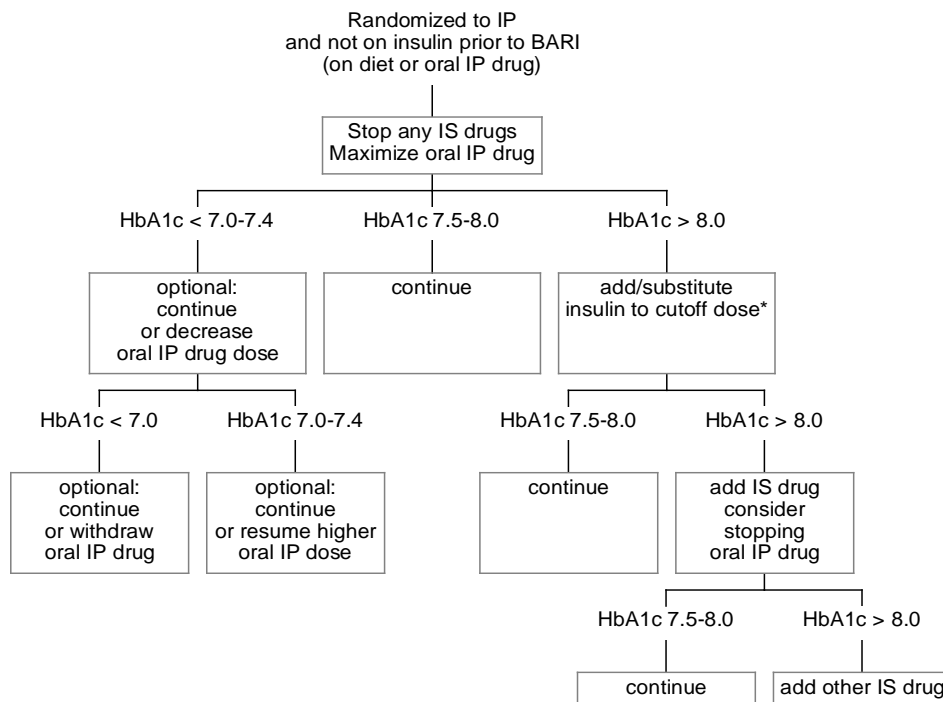 Randomized to IP
and not on insulin prior to BARI
(on diet or oral IP drug)
Stop any IS drugs
Maximize oral IP drug
HbA1c < 7.0-7.4
HbA1c 7.5-8.0
HbA1c > 8.0
optional:
continue
or decrease
oral IP drug dose
continue
add/substitute
insulin to cutoff dose*
HbA1c < 7.0
HbA1c 7.0-7.4
HbA1c 7.5-8.0
HbA1c > 8.0
optional:
continue
or withdraw
oral IP drug
optional:
continue
or resume higher
oral IP dose
continue
add IS drug
consider
stopping
oral IP drug
HbA1c 7.5-8.0
HbA1c > 8.0
continue
add other IS drug